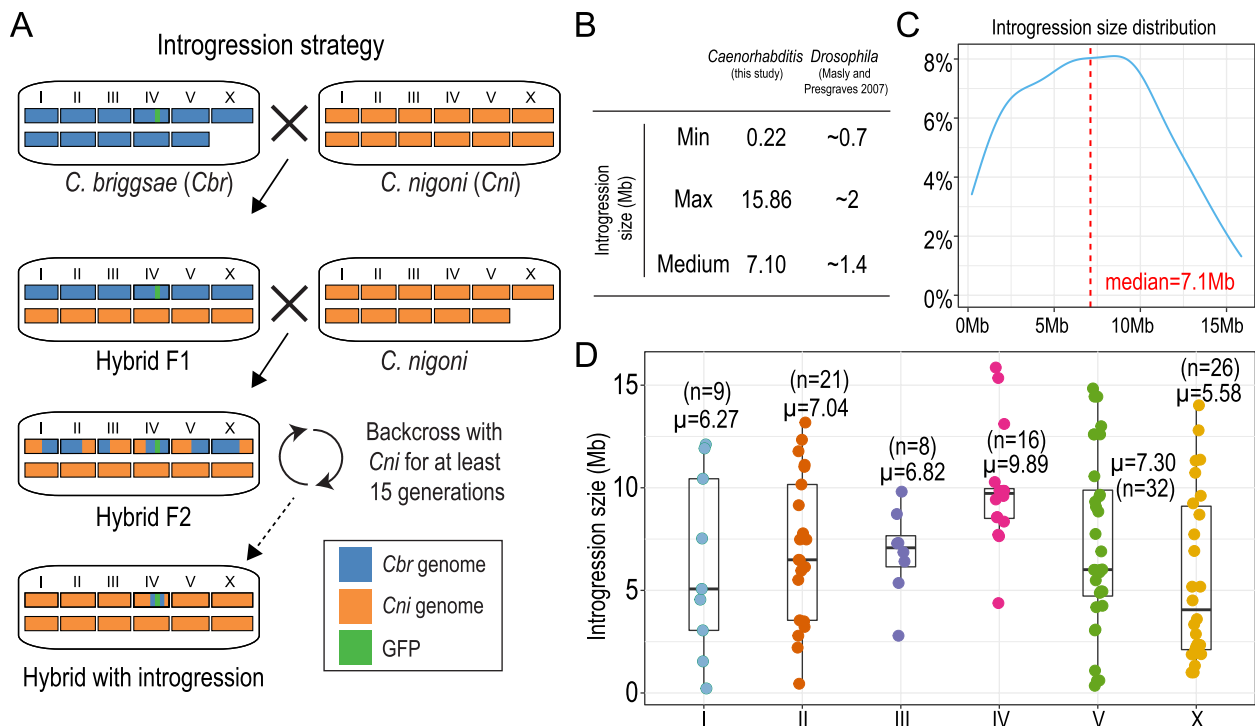 A
Introgression strategy
I II III IV V X
I II III IV V X
C. briggsae (Cbr)
C. nigoni (Cni)
I II III IV V X
I II III IV V X
Hybrid F1
C. nigoni
I II III IV V X
Hybrid F2
Backcross with
Cni for at least
15 generations
I II III IV V X
Hybrid with introgression
Cbr genome
Cni genome
GFP
B
Caenorhabditis
(this study)
Drosophila
(Masly and
Presgraves 2007)
Introgression
size (Mb)
Min 0.22 ~0.7
Max 15.86 ~2
Medium 7.10 ~1.4
C
Introgression size distribution
8%
6%
4%
2%
0%
median=7.1Mb
0Mb 5Mb 10Mb 15Mb
D
Introgression szie (Mb)
15
10
5
0
(n=9)
μ=6.27
(n=21)
μ=7.04
(n=8)
μ=6.82
(n=16)
μ=9.89
μ=7.30
(n=32)
(n=26)
μ=5.58
I II III IV V X